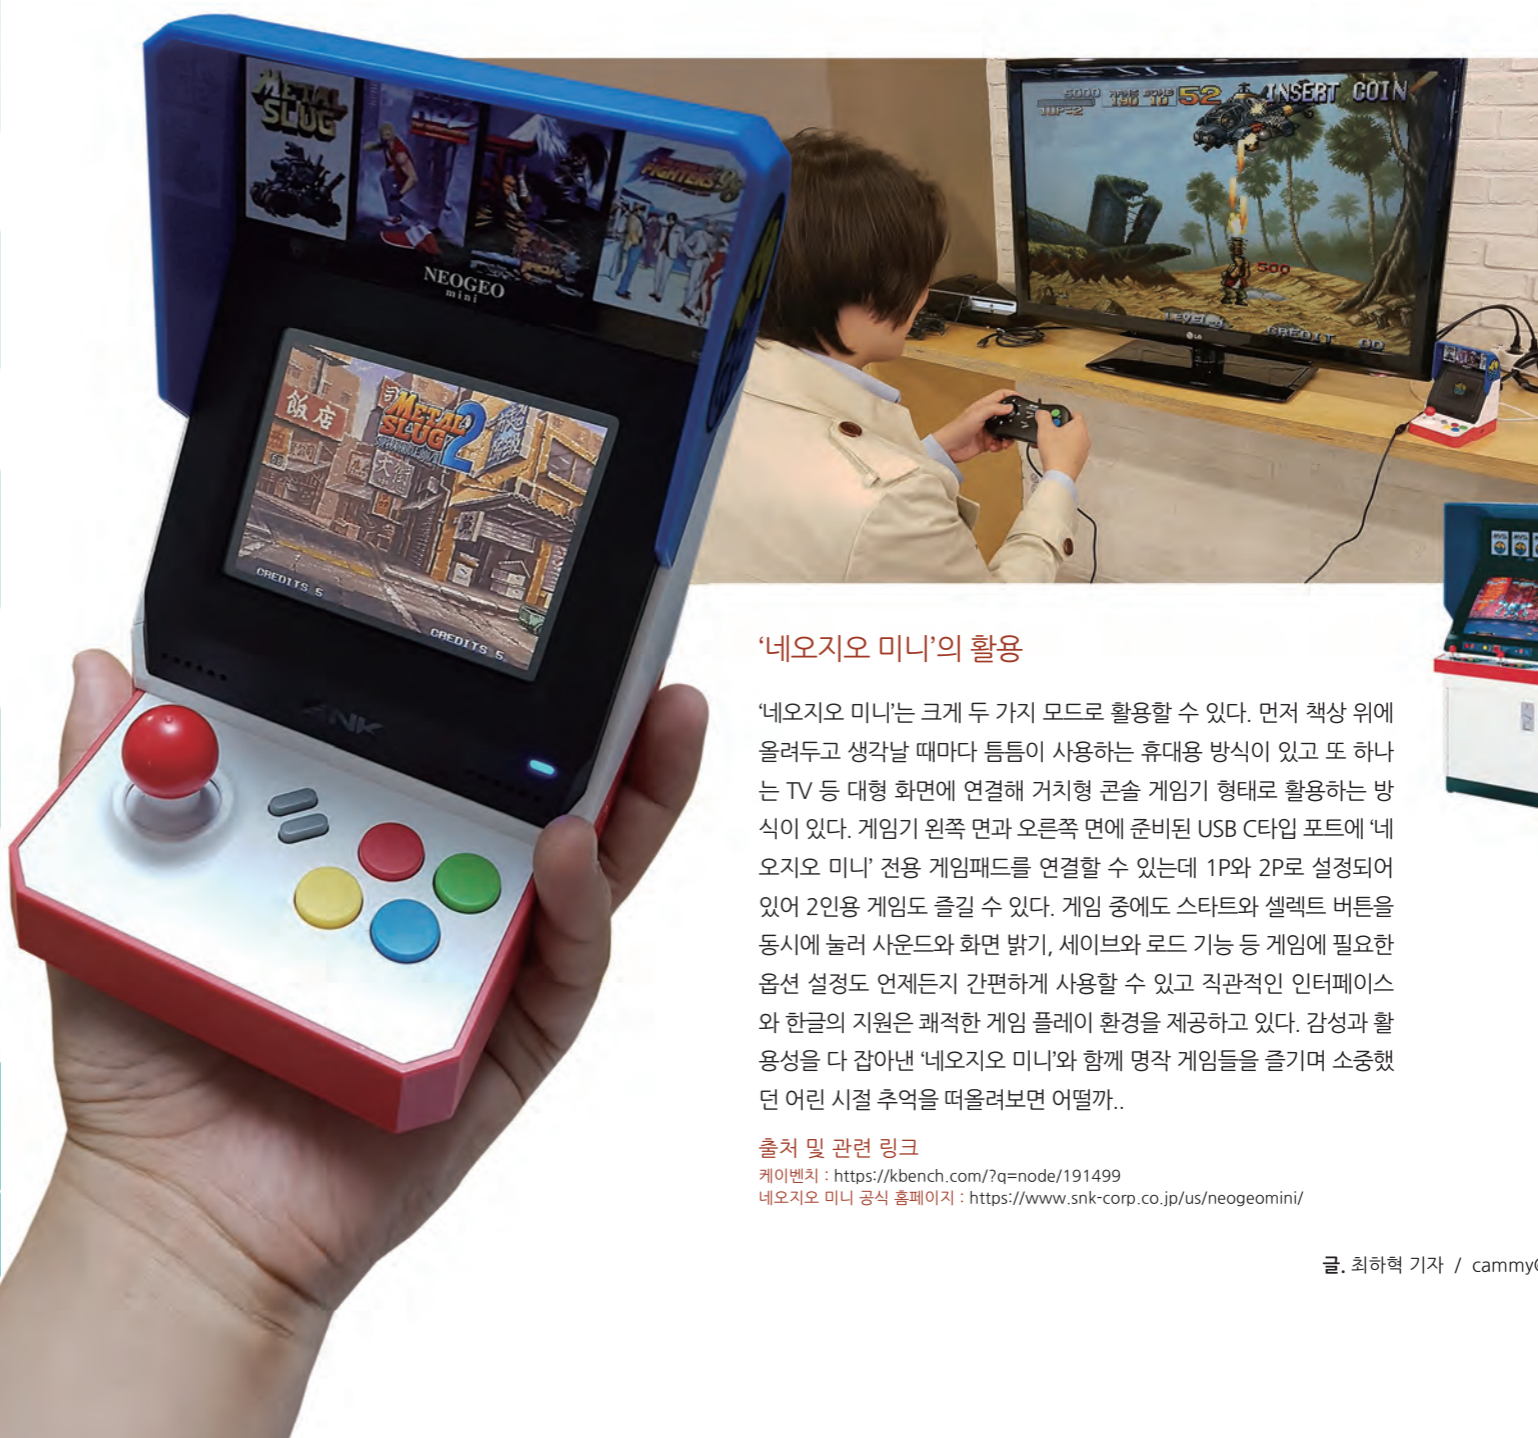 METAL
SLUG
RB2
FIGHTERS '98
SPECIAL
NEOGEO
mini
飯店
METAL
SLUG 2
大街
CREDITS 5
CREDITS 5
SNK
INSERT COIN
5000
190 10 52
1UP=2
500
LEVEL
CREDIT 00
LG
'네오지오 미니'의 활용
'네오지오 미니'는 크게 두 가지 모드로 활용할 수 있다. 먼저 책상 위에
올려두고 생각날 때마다 틈틈이 사용하는 휴대용 방식이 있고 또 하나
는 TV 등 대형 화면에 연결해 거치형 콘솔 게임기 형태로 활용하는 방
식이 있다. 게임기 왼쪽 면과 오른쪽 면에 준비된 USB C타입 포트에 '네
오지오 미니' 전용 게임패드를 연결할 수 있는데 1P와 2P로 설정되어
있어 2인용 게임도 즐길 수 있다. 게임 중에도 스타트와 셀렉트 버튼을
동시에 눌러 사운드와 화면 밝기, 세이브와 로드 기능 등 게임에 필요한
옵션 설정도 언제든지 간편하게 사용할 수 있고 직관적인 인터페이스
와 한글의 지원은 쾌적한 게임 플레이 환경을 제공하고 있다. 감성과 활
용성을 다 잡아낸 '네오지오 미니'와 함께 명작 게임들을 즐기며 소중했
던 어린 시절 추억을 떠올려보면 어떨까..
출처 및 관련 링크
케이벤치 : https://kbench.com/?q=node/191499
네오지오 미니 공식 홈페이지 : https://www.snk-corp.co.jp/us/neogeomini/
글. 최하혁 기자 / cammy